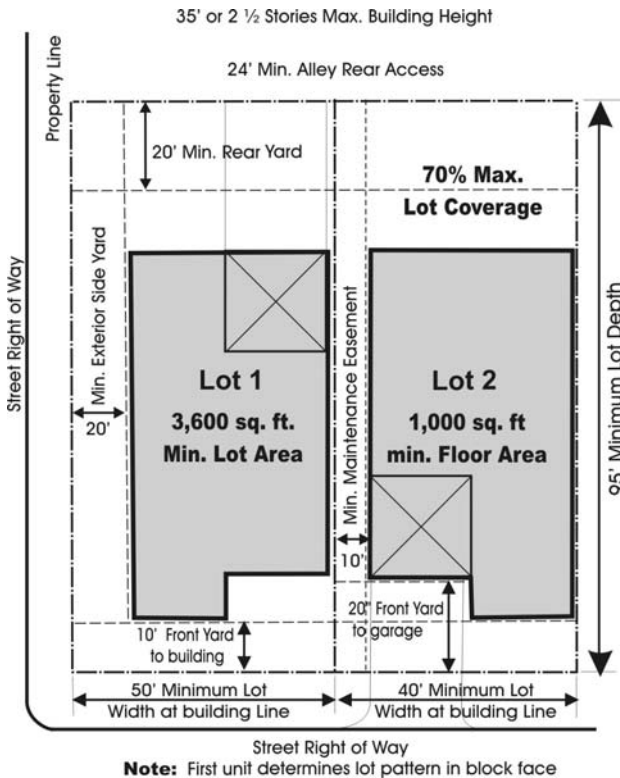 35' or 2 ½ Stories Max. Building Height
24' Min. Alley Rear Access
Property Line
20' Min. Rear Yard
70% Max.
Lot Coverage
Street Right of Way
Min. Exterior Side Yard
20'
Lot 1
3,600 sq. ft.
Min. Lot Area
Min. Maintenance Easement
10'
Lot 2
1,000 sq. ft
min. Floor Area
95' Minimum Lot Depth
10' Front Yard
to building
20" Front Yard
to garage
50' Minimum Lot
Width at building Line
40' Minimum Lot
Width at building Line
Street Right of Way
Note: First unit determines lot pattern in block face